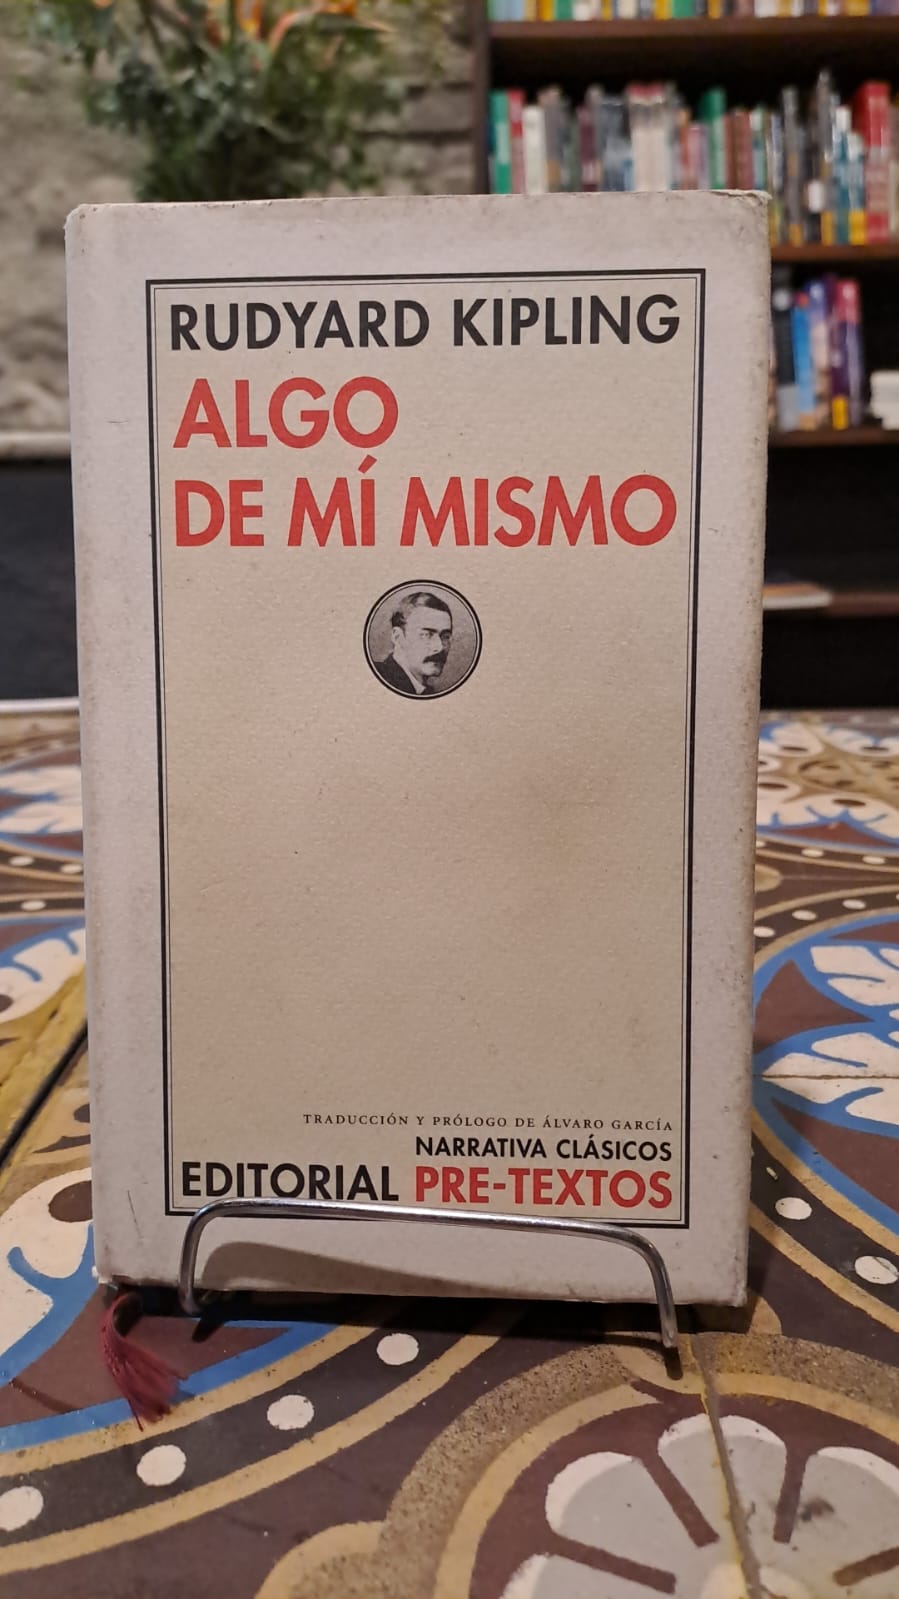 RUDYARD KIPLING
ALGO
DE MÍ MISMO
TRADUCCIÓN Y PRÓLOGO DE ÁLVARO GARCÍA
NARRATIVA CLÁSICOS
EDITORIAL PRE-TEXTOS